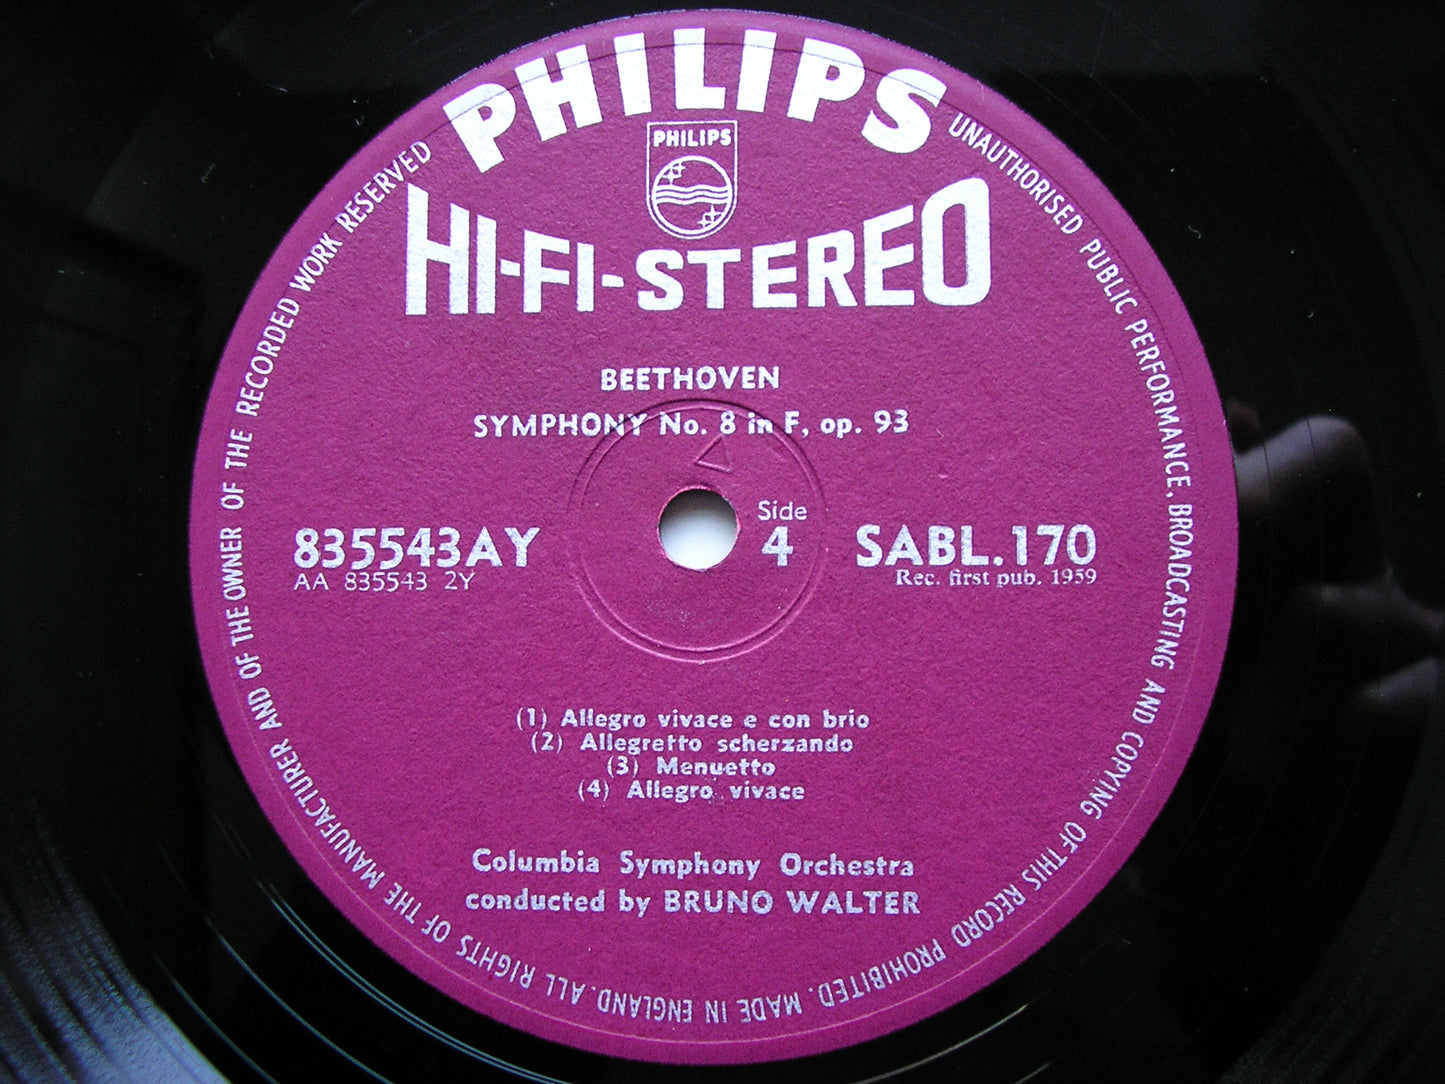 PHILIPS
PHILIPS
HI-FI-STEREO
BEETHOVEN
SYMPHONY No. 8 in F, op. 93
835543AY
AA 835543 2Y
Side
4
SABL.170
Rec. first pub. 1959
(1) Allegro vivace e con brio
(2) Allegretto scherzando
(3) Menuetto
(4) Allegro vivace
Columbia Symphony Orchestra
conducted by BRUNO WALTER
ALL RIGHTS OF THE MANUFACTURER AND OF THE OWNER OF THE RECORDED WORK RESERVED
UNAUTHORISED PUBLIC PERFORMANCE, BROADCASTING AND COPYING OF THIS RECORD PROHIBITED. MADE IN ENGLAND.